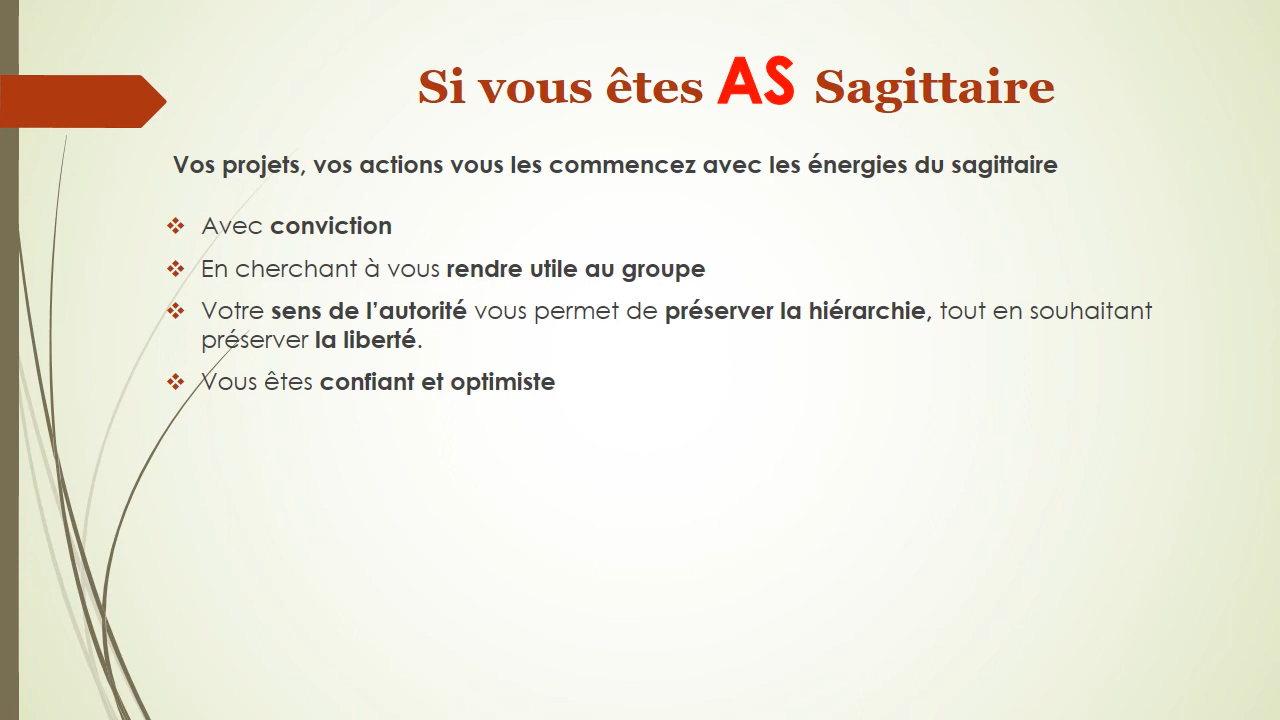 Si vous êtes AS Sagittaire
Vos projets, vos actions vous les commencez avec les énergies du sagittaire
❖ Avec conviction
❖ En cherchant à vous rendre utile au groupe
❖ Votre sens de l’autorité vous permet de préserver la hiérarchie, tout en souhaitant
préserver la liberté.
❖ Vous êtes confiant et optimiste